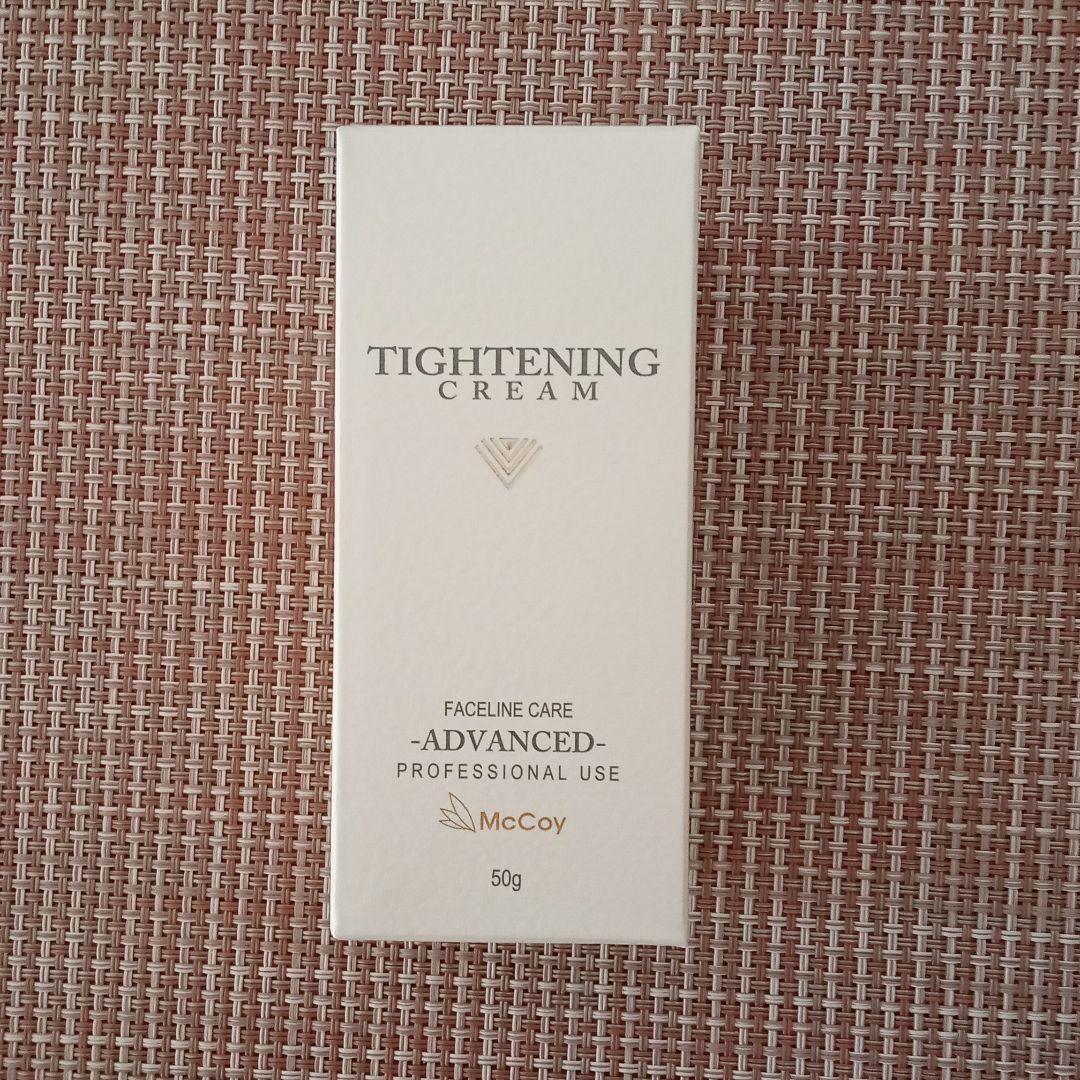 TIGHTENING
CREAM
FACELINE CARE
-ADVANCED-
PROFESSIONAL USE
McCoy
50g